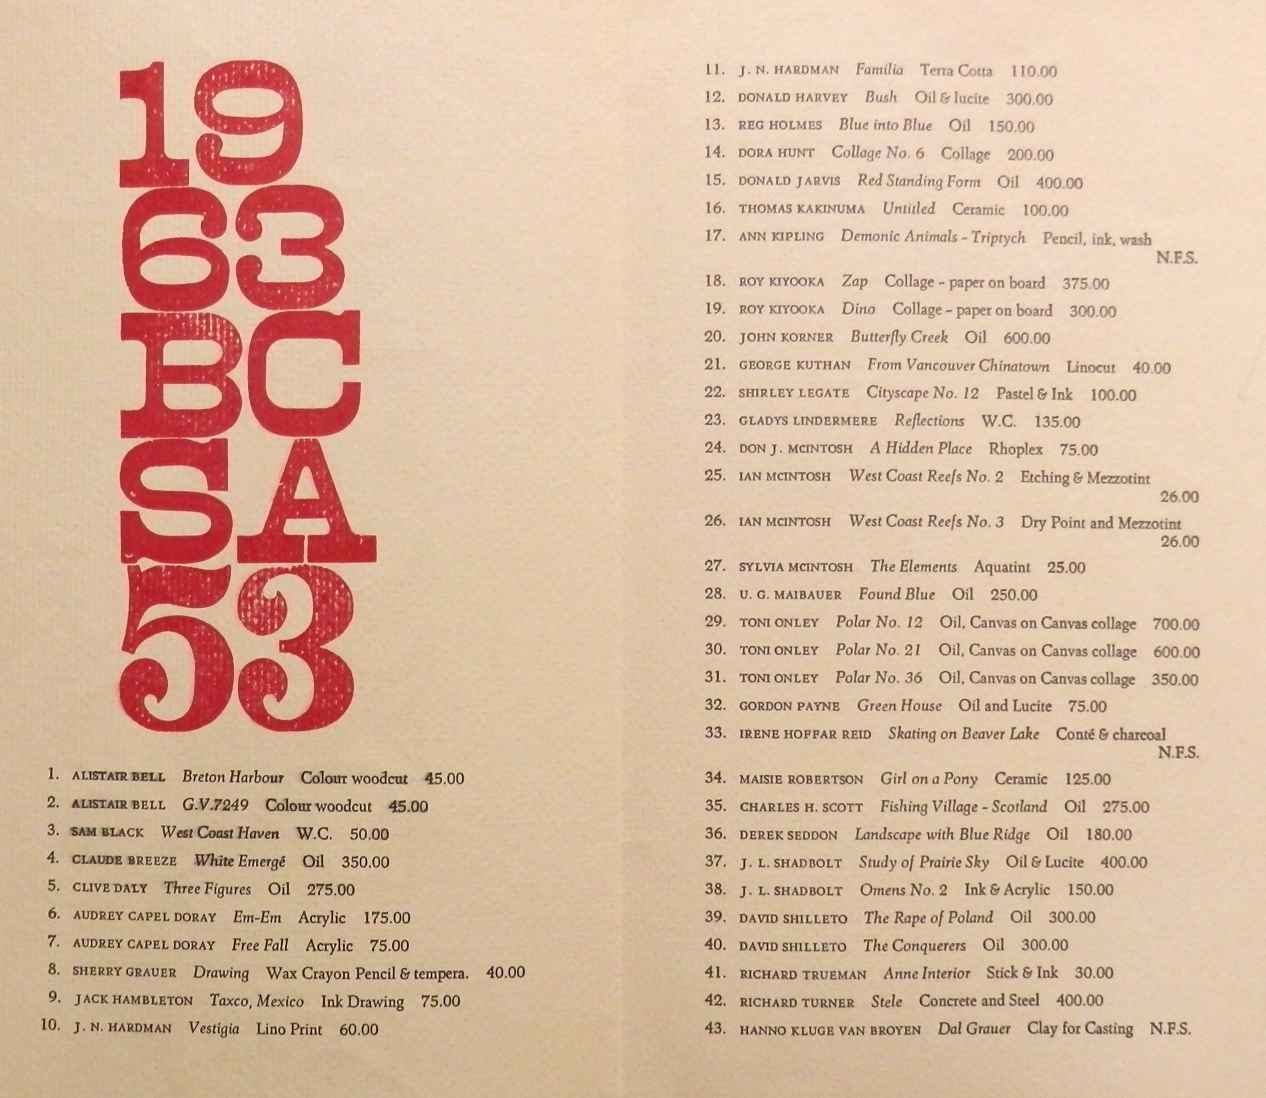 19
63
BC
SA
53
1. ALISTAIR BELL Breton Harbour Colour woodcut 45.00
2. ALISTAIR BELL G.V.7249 Colour woodcut 45.00
3. SAM BLACK West Coast Haven W.C. 50.00
4. CLAUDE BREEZE White Emergé Oil 350.00
5. CLIVE DALY Three Figures Oil 275.00
6. AUDREY CAPEL DORAY Em-Em Acrylic 175.00
7. AUDREY CAPEL DORAY Free Fall Acrylic 75.00
8. SHERRY GRAUER Drawing Wax Crayon Pencil & tempera. 40.00
9. JACK HAMBLETON Taxco, Mexico Ink Drawing 75.00
10. J. N. HARDMAN Vestigia Lino Print 60.00
11. J. N. HARDMAN Familia Terra Cotta 110.00
12. DONALD HARVEY Bush Oil & lucite 300.00
13. REG HOLMES Blue into Blue Oil 150.00
14. DORA HUNT Collage No. 6 Collage 200.00
15. DONALD JARVIS Red Standing Form Oil 400.00
16. THOMAS KAKINUMA Untitled Ceramic 100.00
17. ANN KIPLING Demonic Animals - Triptych Pencil, ink, wash
N.F.S.
18. ROY KIYOOKA Zap Collage - paper on board 375.00
19. ROY KIYOOKA Dino Collage - paper on board 300.00
20. JOHN KORNER Butterfly Creek Oil 600.00
21. GEORGE KUTHAN From Vancouver Chinatown Linocut 40.00
22. SHIRLEY LEGATE Cityscape No. 12 Pastel & Ink 100.00
23. GLADYS LINDERMERE Reflections W.C. 135.00
24. DON J. MCINTOSH A Hidden Place Rhoplex 75.00
25. IAN MCINTOSH West Coast Reefs No. 2 Etching & Mezzotint
26.00
26. IAN MCINTOSH West Coast Reefs No. 3 Dry Point and Mezzotint
26.00
27. SYLVIA MCINTOSH The Elements Aquatint 25.00
28. U. G. MAIBAUER Found Blue Oil 250.00
29. TONI ONLEY Polar No. 12 Oil, Canvas on Canvas collage 700.00
30. TONI ONLEY Polar No. 21 Oil, Canvas on Canvas collage 600.00
31. TONI ONLEY Polar No. 36 Oil, Canvas on Canvas collage 350.00
32. GORDON PAYNE Green House Oil and Lucite 75.00
33. IRENE HOFFAR REID Skating on Beaver Lake Conté & charcoal
N.F.S.
34. MAISIE ROBERTSON Girl on a Pony Ceramic 125.00
35. CHARLES H. SCOTT Fishing Village - Scotland Oil 275.00
36. DEREK SEDDON Landscape with Blue Ridge Oil 180.00
37. J. L. SHADBOLT Study of Prairie Sky Oil & Lucite 400.00
38. J. L. SHADBOLT Omens No. 2 Ink & Acrylic 150.00
39. DAVID SHILLETO The Rape of Poland Oil 300.00
40. DAVID SHILLETO The Conquerers Oil 300.00
41. RICHARD TRUEMAN Anne Interior Stick & Ink 30.00
42. RICHARD TURNER Stele Concrete and Steel 400.00
43. HANNO KLUGE VAN BROYEN Dal Grauer Clay for Casting N.F.S.